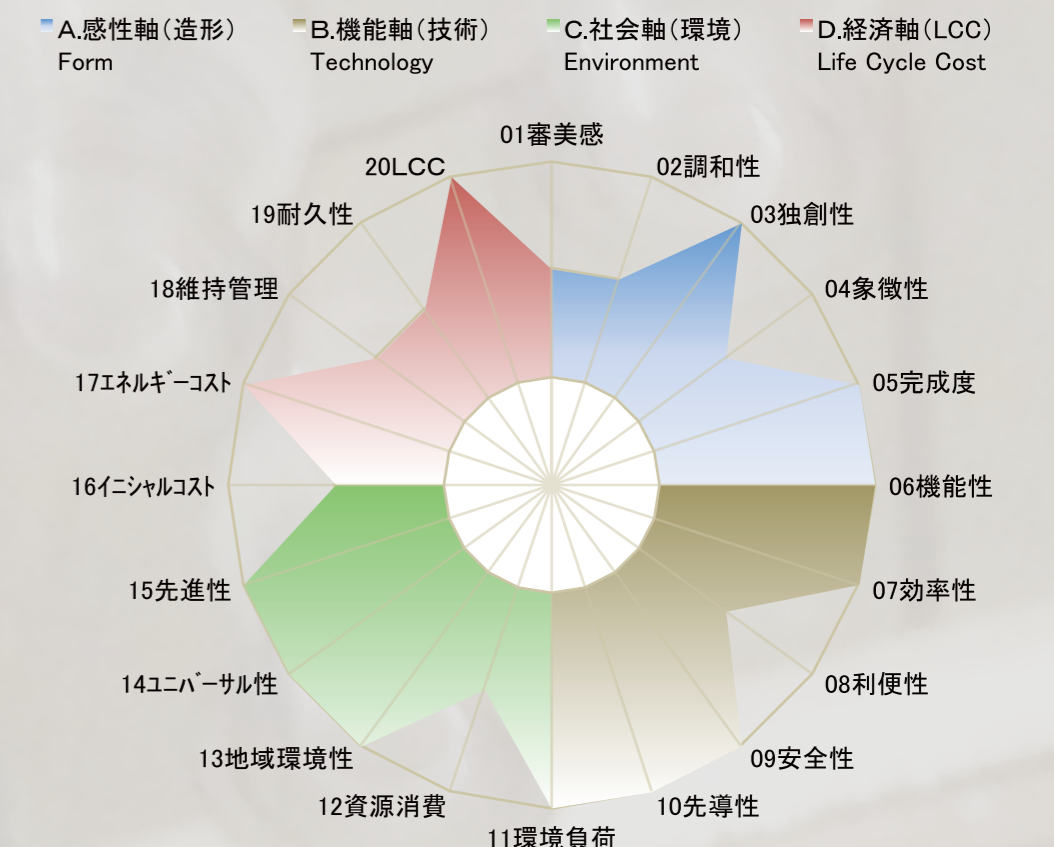 A.感性軸(造形)
Form
B.機能軸(技術)
Technology
C.社会軸(環境)
Environment
D.経済軸(LCC)
Life Cycle Cost
01審美感
02調和性
03独創性
04象徴性
05完成度
06機能性
07効率性
08利便性
09安全性
10先導性
11環境負荷
12資源消費
13地域環境性
14ユニバーサル性
15先進性
16イニシャルコスト
17エネルギーコスト
18維持管理
19耐久性
20LCC